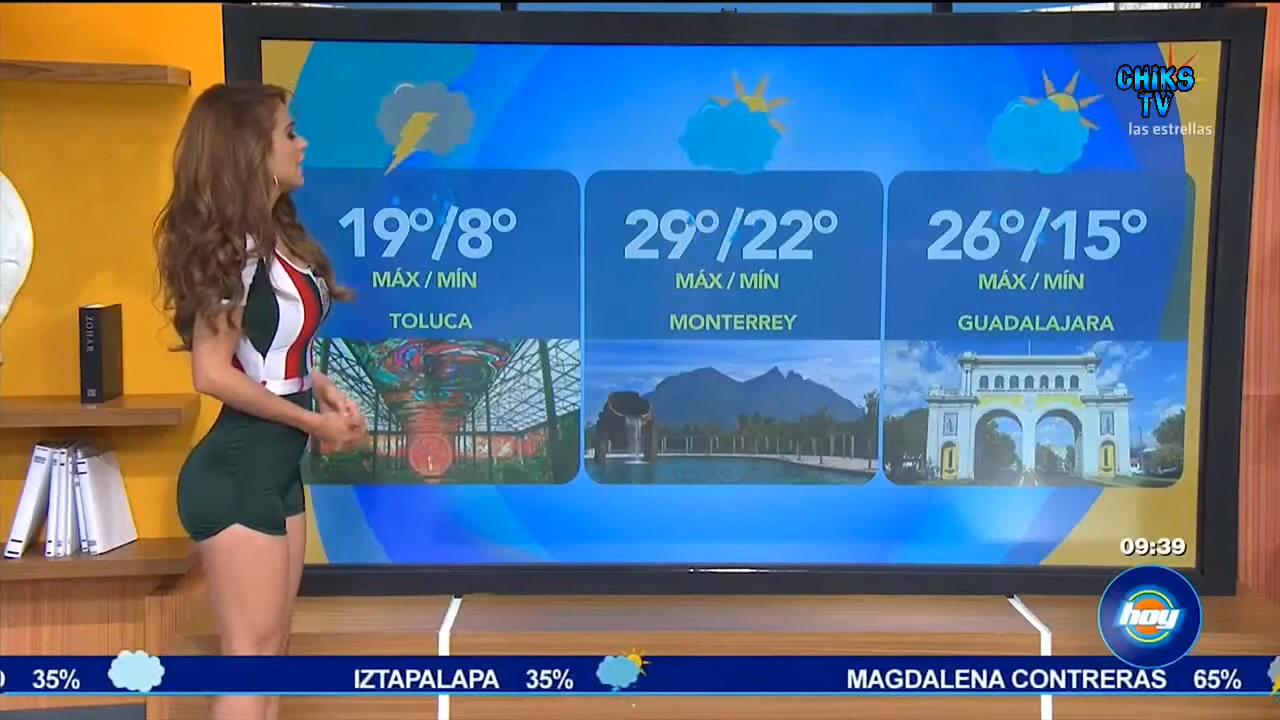 CHIKS
TV
las estrellas
19°/8°
MÁX / MÍN
TOLUCA
29°/22°
MÁX / MÍN
MONTERREY
26°/15°
MÁX / MÍN
GUADALAJARA
ZOHAR
09:39
hoy
35%
IZTAPALAPA 35%
MAGDALENA CONTRERAS 65%